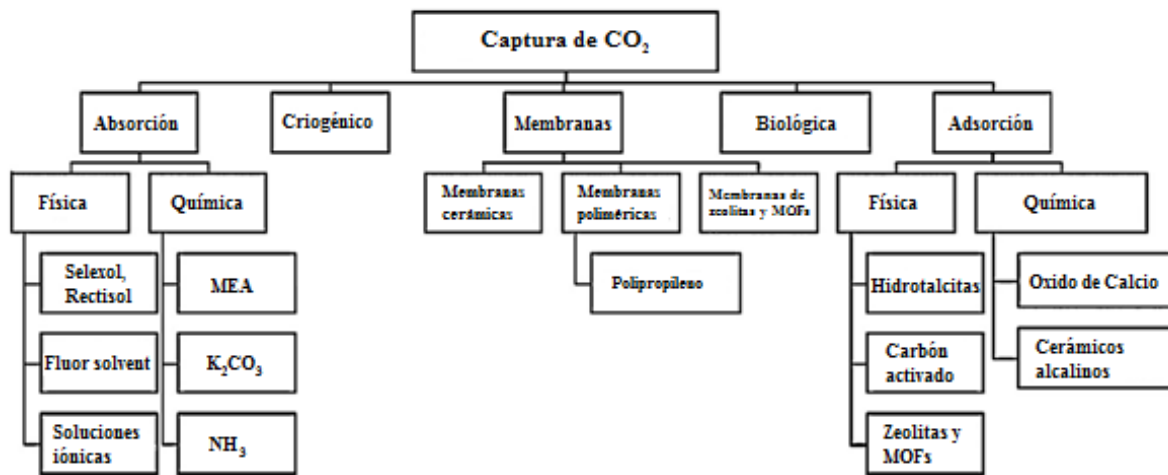 Captura de CO₂
Absorción
Criogénico
Membranas
Biológica
Adsorción
Física
Química
Membranas
cerámicas
Membranas
poliméricas
Membranas de
zeolitas y MOFs
Física
Química
Selexol,
Rectisol
MEA
Polipropileno
Hidrotalcitas
Oxido de Calcio
Fluor solvent
K₂CO₃
Carbón
activado
Cerámicos
alcalinos
Soluciones
iónicas
NH₃
Zeolitas y
MOFs